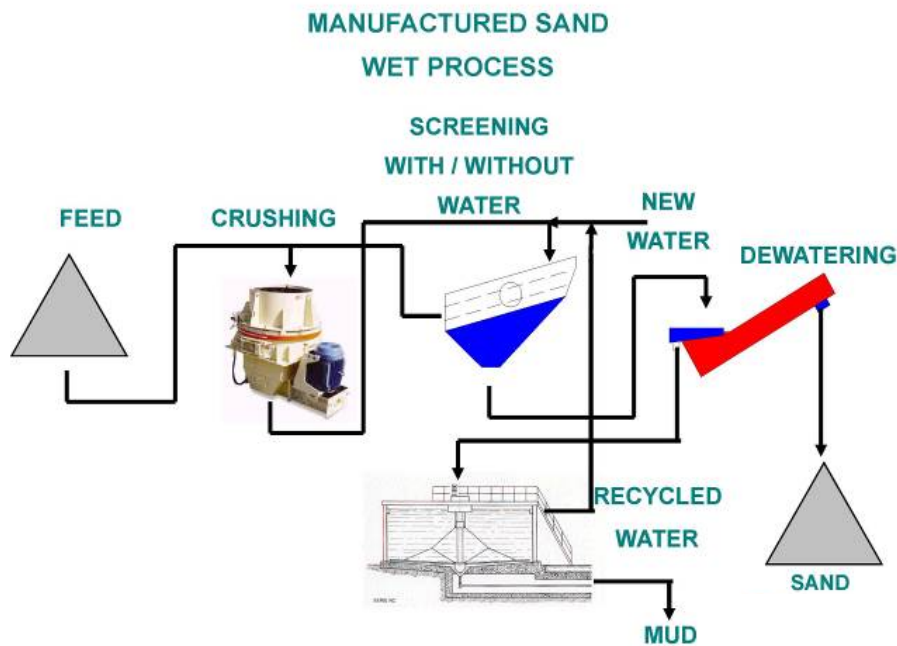 MANUFACTURED SAND
WET PROCESS
SCREENING
WITH / WITHOUT
WATER
FEED
CRUSHING
NEW
WATER
DEWATERING
RECYCLED
WATER
SAND
MUD